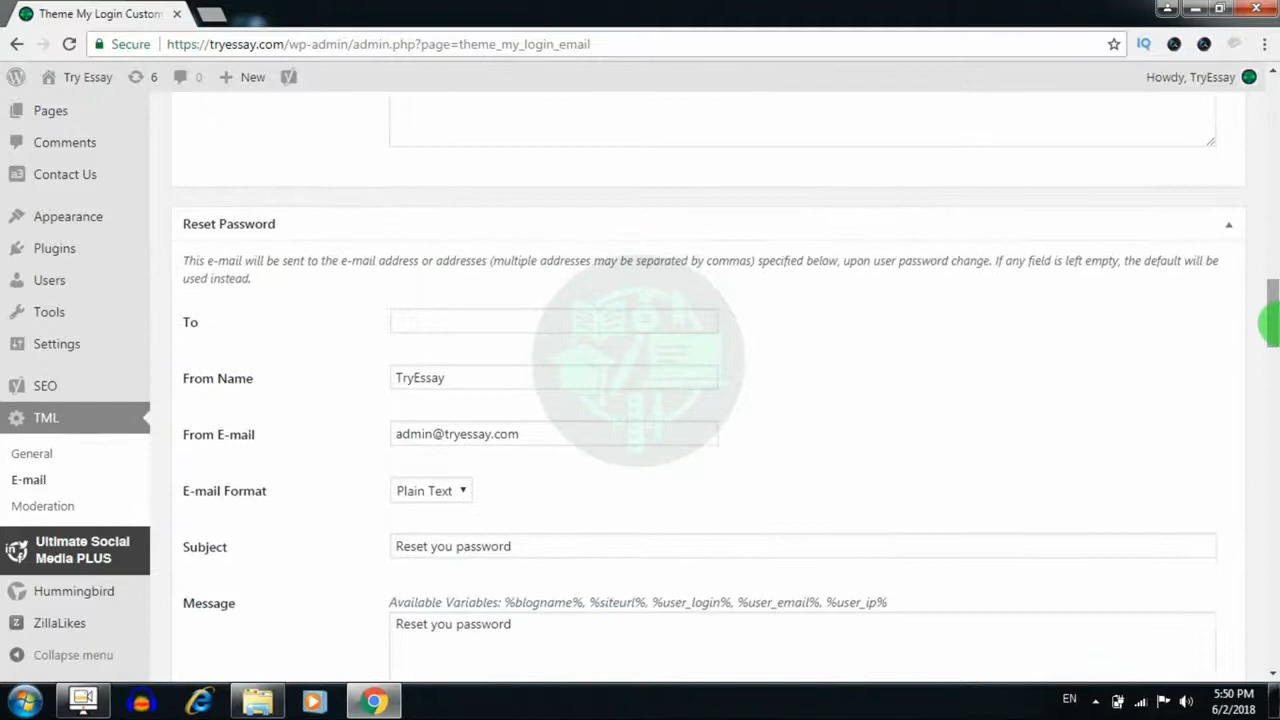 Theme My Login Custom
Secure https://tryessay.com/wp-admin/admin.php?page=theme_my_login_email
IQ
Try Essay 6 0 New Howdy, TryEssay
Pages
Comments
a3 Contact Us
Appearance
Plugins
Users
Tools
Settings
SEO
TML
General
E-mail
Moderation
Ultimate Social
Media PLUS
Hummingbird
Z ZillaLikes
Collapse menu
Reset Password
This e-mail will be sent to the e-mail address or addresses (multiple addresses may be separated by commas) specified below, upon user password change. If any field is left empty, the default will be
used instead.
To
From Name TryEssay
From E-mail admin@tryessay.com
E-mail Format Plain Text
Subject Reset you password
Message Available Variables: %blogname%, %siteurl%, %user_login%, %user_email%, %user_ip%
Reset you password
EN 5:50 PM
6/2/2018